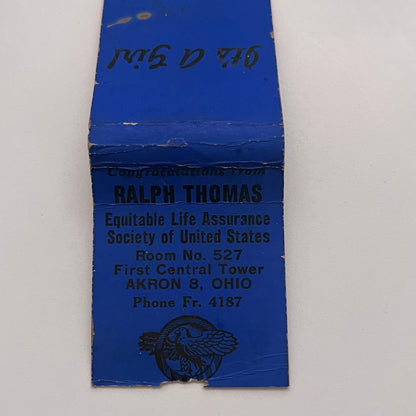 It's A Girl
Congratulations from
RALPH THOMAS
Equitable Life Assurance
Society of United States
Room No. 527
First Central Tower
AKRON 8, OHIO
Phone Fr. 4187